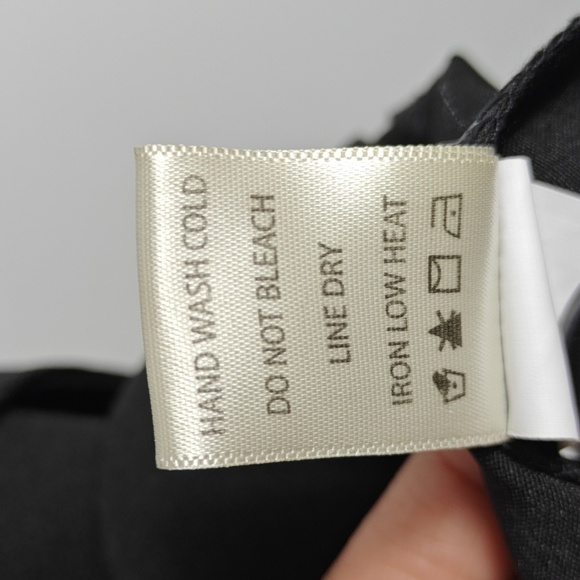 HAND WASH COLD
DO NOT BLEACH
LINE DRY
IRON LOW HEAT